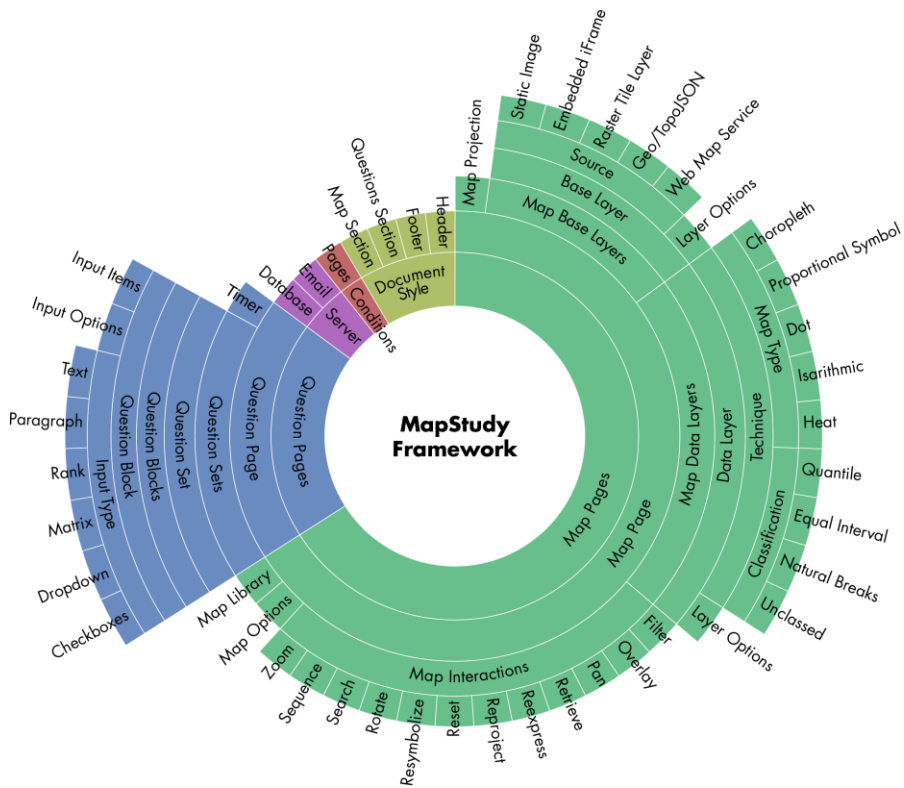 MapStudy
Framework
Map Pages
Map Page
Map Projection
Map Base Layers
Base Layer
Source
Static Image
Embedded iFrame
Raster Tile Layer
Geo/TopoJSON
Web Map Service
Layer Options
Map Data Layers
Data Layer
Technique
Map Type
Choropleth
Proportional Symbol
Dot
Isarithmic
Heat
Classification
Quantile
Equal Interval
Natural Breaks
Unclassed
Layer Options
Map Interactions
Filter
Overlay
Pan
Retrieve
Reexpress
Reproject
Reset
Resymbolize
Rotate
Search
Sequence
Zoom
Map Options
Map Library
Question Pages
Question Page
Question Sets
Question Set
Question Blocks
Question Block
Input Type
Checkboxes
Dropdown
Matrix
Rank
Paragraph
Text
Input Options
Input Items
Timer
Server
Database
Email
Conditions
Pages
Document
Style
Map Section
Questions Section
Footer
Header